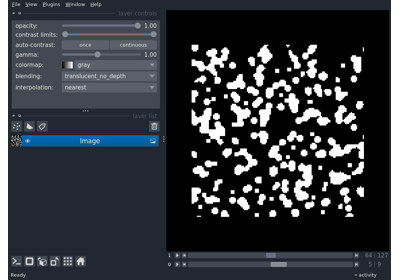 File View Plugins Window Help
layer controls
opacity: 1.00
contrast limits:
auto-contrast: once continuous
gamma: 1.00
colormap: gray
blending: translucent_no_depth
interpolation: nearest
layer list
Image
1 64 127
0 5 9
Ready activity